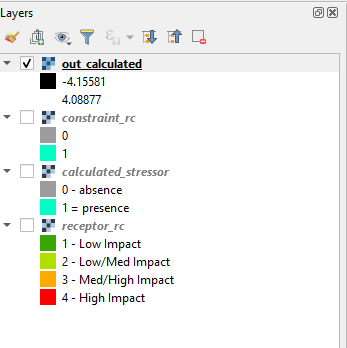 Layers
out_calculated
-4.15581
4.08877
constraint_rc
0
1
calculated_stressor
0 - absence
1 = presence
receptor_rc
1 - Low Impact
2 - Low/Med Impact
3 - Med/High Impact
4 - High Impact